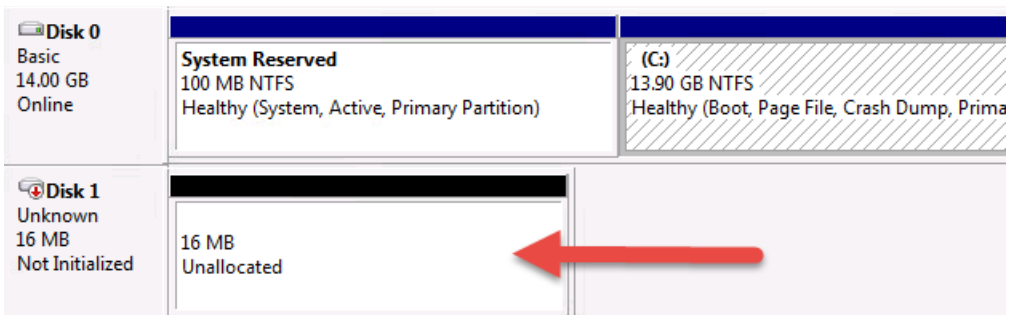 Disk 0
Basic
14.00 GB
Online
System Reserved
100 MB NTFS
Healthy (System, Active, Primary Partition)
(C:)
13.90 GB NTFS
Healthy (Boot, Page File, Crash Dump, Prima
Disk 1
Unknown
16 MB
Not Initialized
16 MB
Unallocated